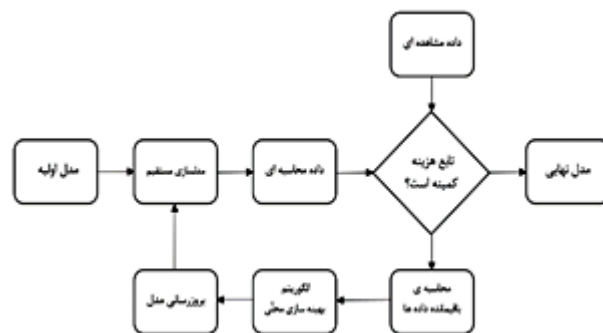 داده مشاهده ای
مدل اولیه
مدلسازی مستقیم
داده محاسبه ای
تابع هزینه
کمینه است؟
مدل نهایی
محاسبه ی
باقیمانده داده ها
لگوریتم
بهینه سازی محلی
بروزرسانی مدل